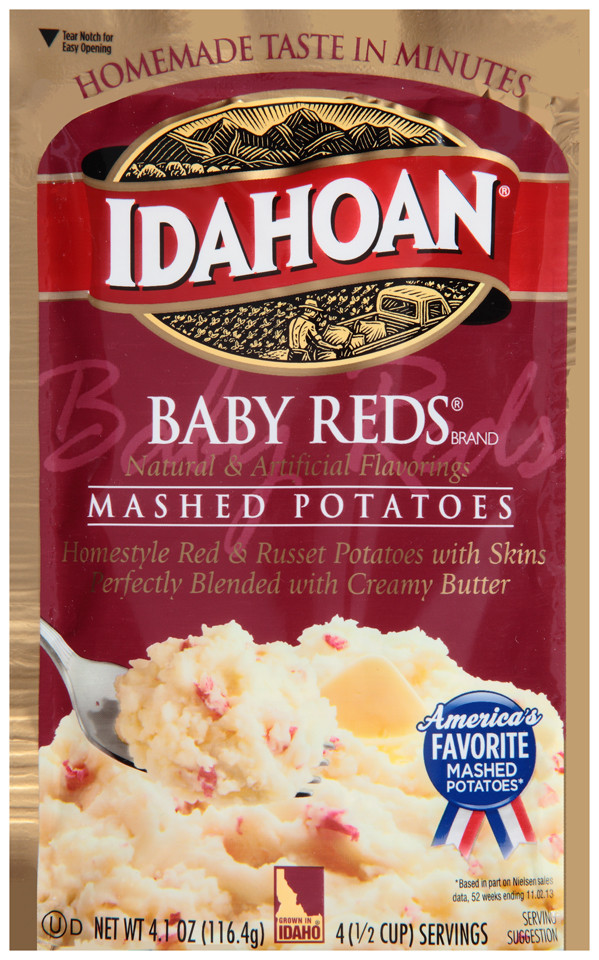 Tear Notch for
Easy Opening
HOMEMADE TASTE IN MINUTES
IDAHOAN®
BABY REDS®
BRAND
Baby Reds
Natural & Artificial Flavorings
MASHED POTATOES
Homestyle Red & Russet Potatoes with Skins
Perfectly Blended with Creamy Butter
America's
FAVORITE
MASHED
POTATOES*
*Based in part on Nielsen sales
data, 52 weeks ending 11.02.13
GROWN IN
IDAHO®
U D NET WT 4.1 OZ (116.4g)
4 (1/2 CUP) SERVINGS
SERVING
SUGGESTION